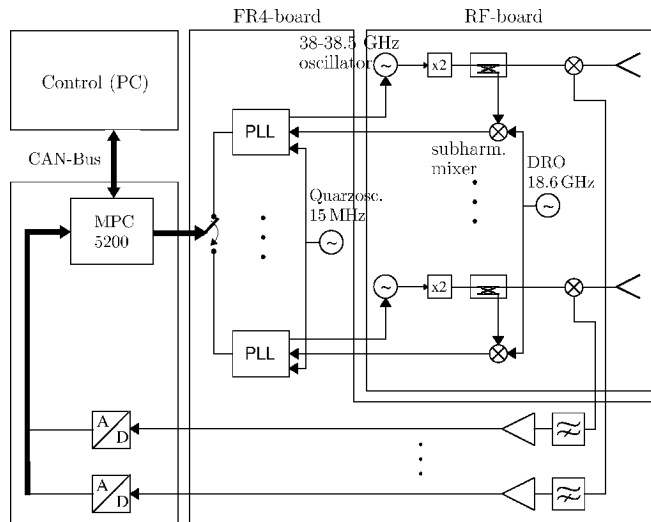 FR4-board
RF-board
38-38.5 GHz
oscillator
~
x2
Control (PC)
PLL
CAN-Bus
subharm.
mixer
DRO
18.6 GHz
Quarzosc.
15 MHz
~
~
MPC
5200
~
x2
PLL
A
D
A
D